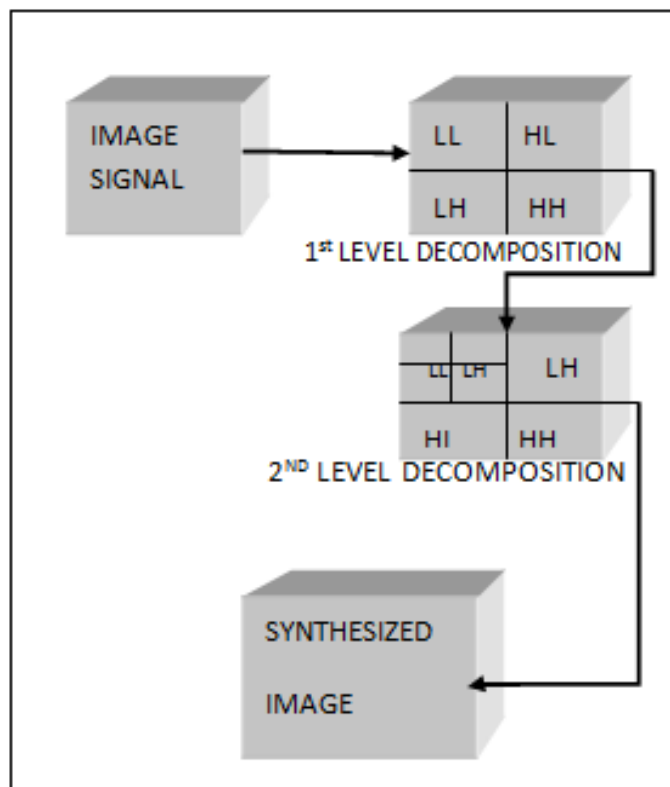 IMAGE
SIGNAL
LL HL
LH HH
1st LEVEL DECOMPOSITION
LL LH LH
HI HH
2ND LEVEL DECOMPOSITION
SYNTHESIZED
IMAGE